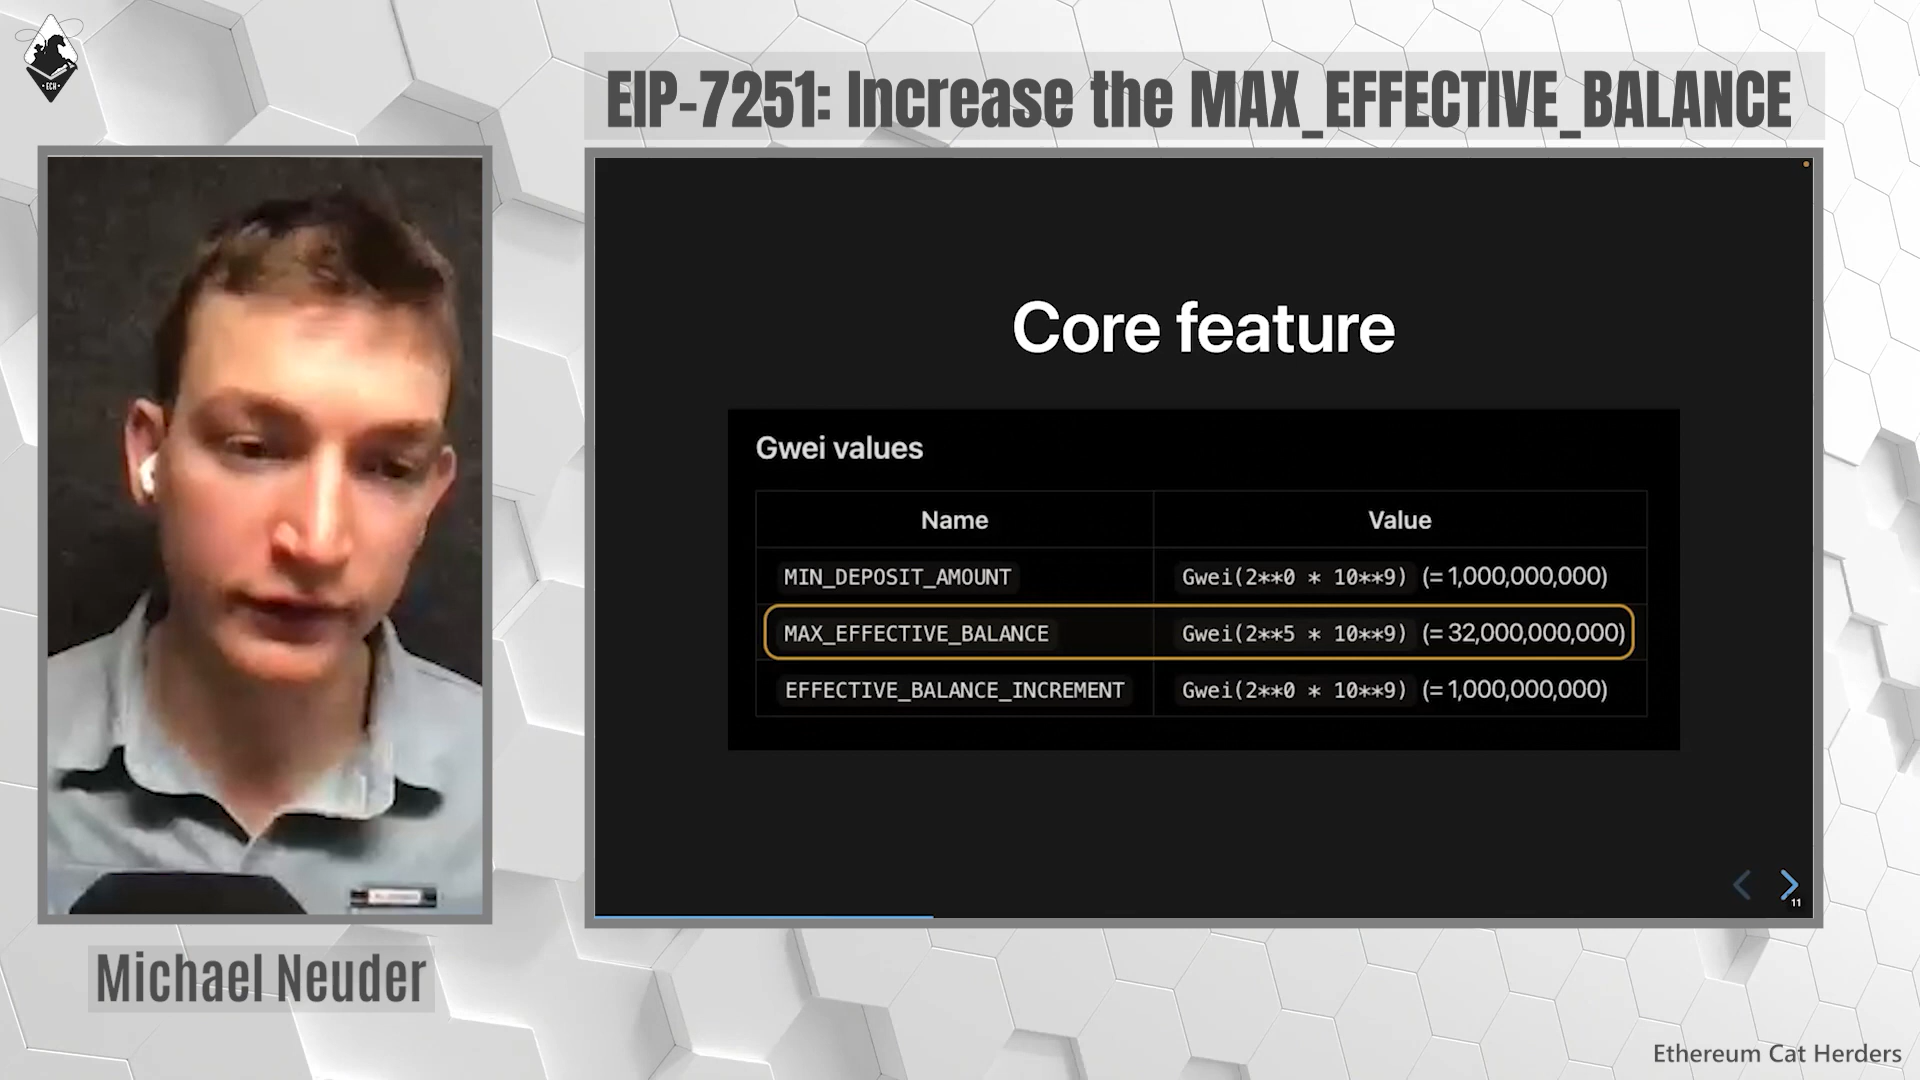 ECH
EIP-7251: Increase the MAX_EFFECTIVE_BALANCE
Core feature
Gwei values
Name Value
MIN_DEPOSIT_AMOUNT Gwei(2**0 * 10**9) (= 1,000,000,000)
MAX_EFFECTIVE_BALANCE Gwei(2**5 * 10**9) (= 32,000,000,000)
EFFECTIVE_BALANCE_INCREMENT Gwei(2**0 * 10**9) (= 1,000,000,000)
11
Michael Neuder
Ethereum Cat Herders